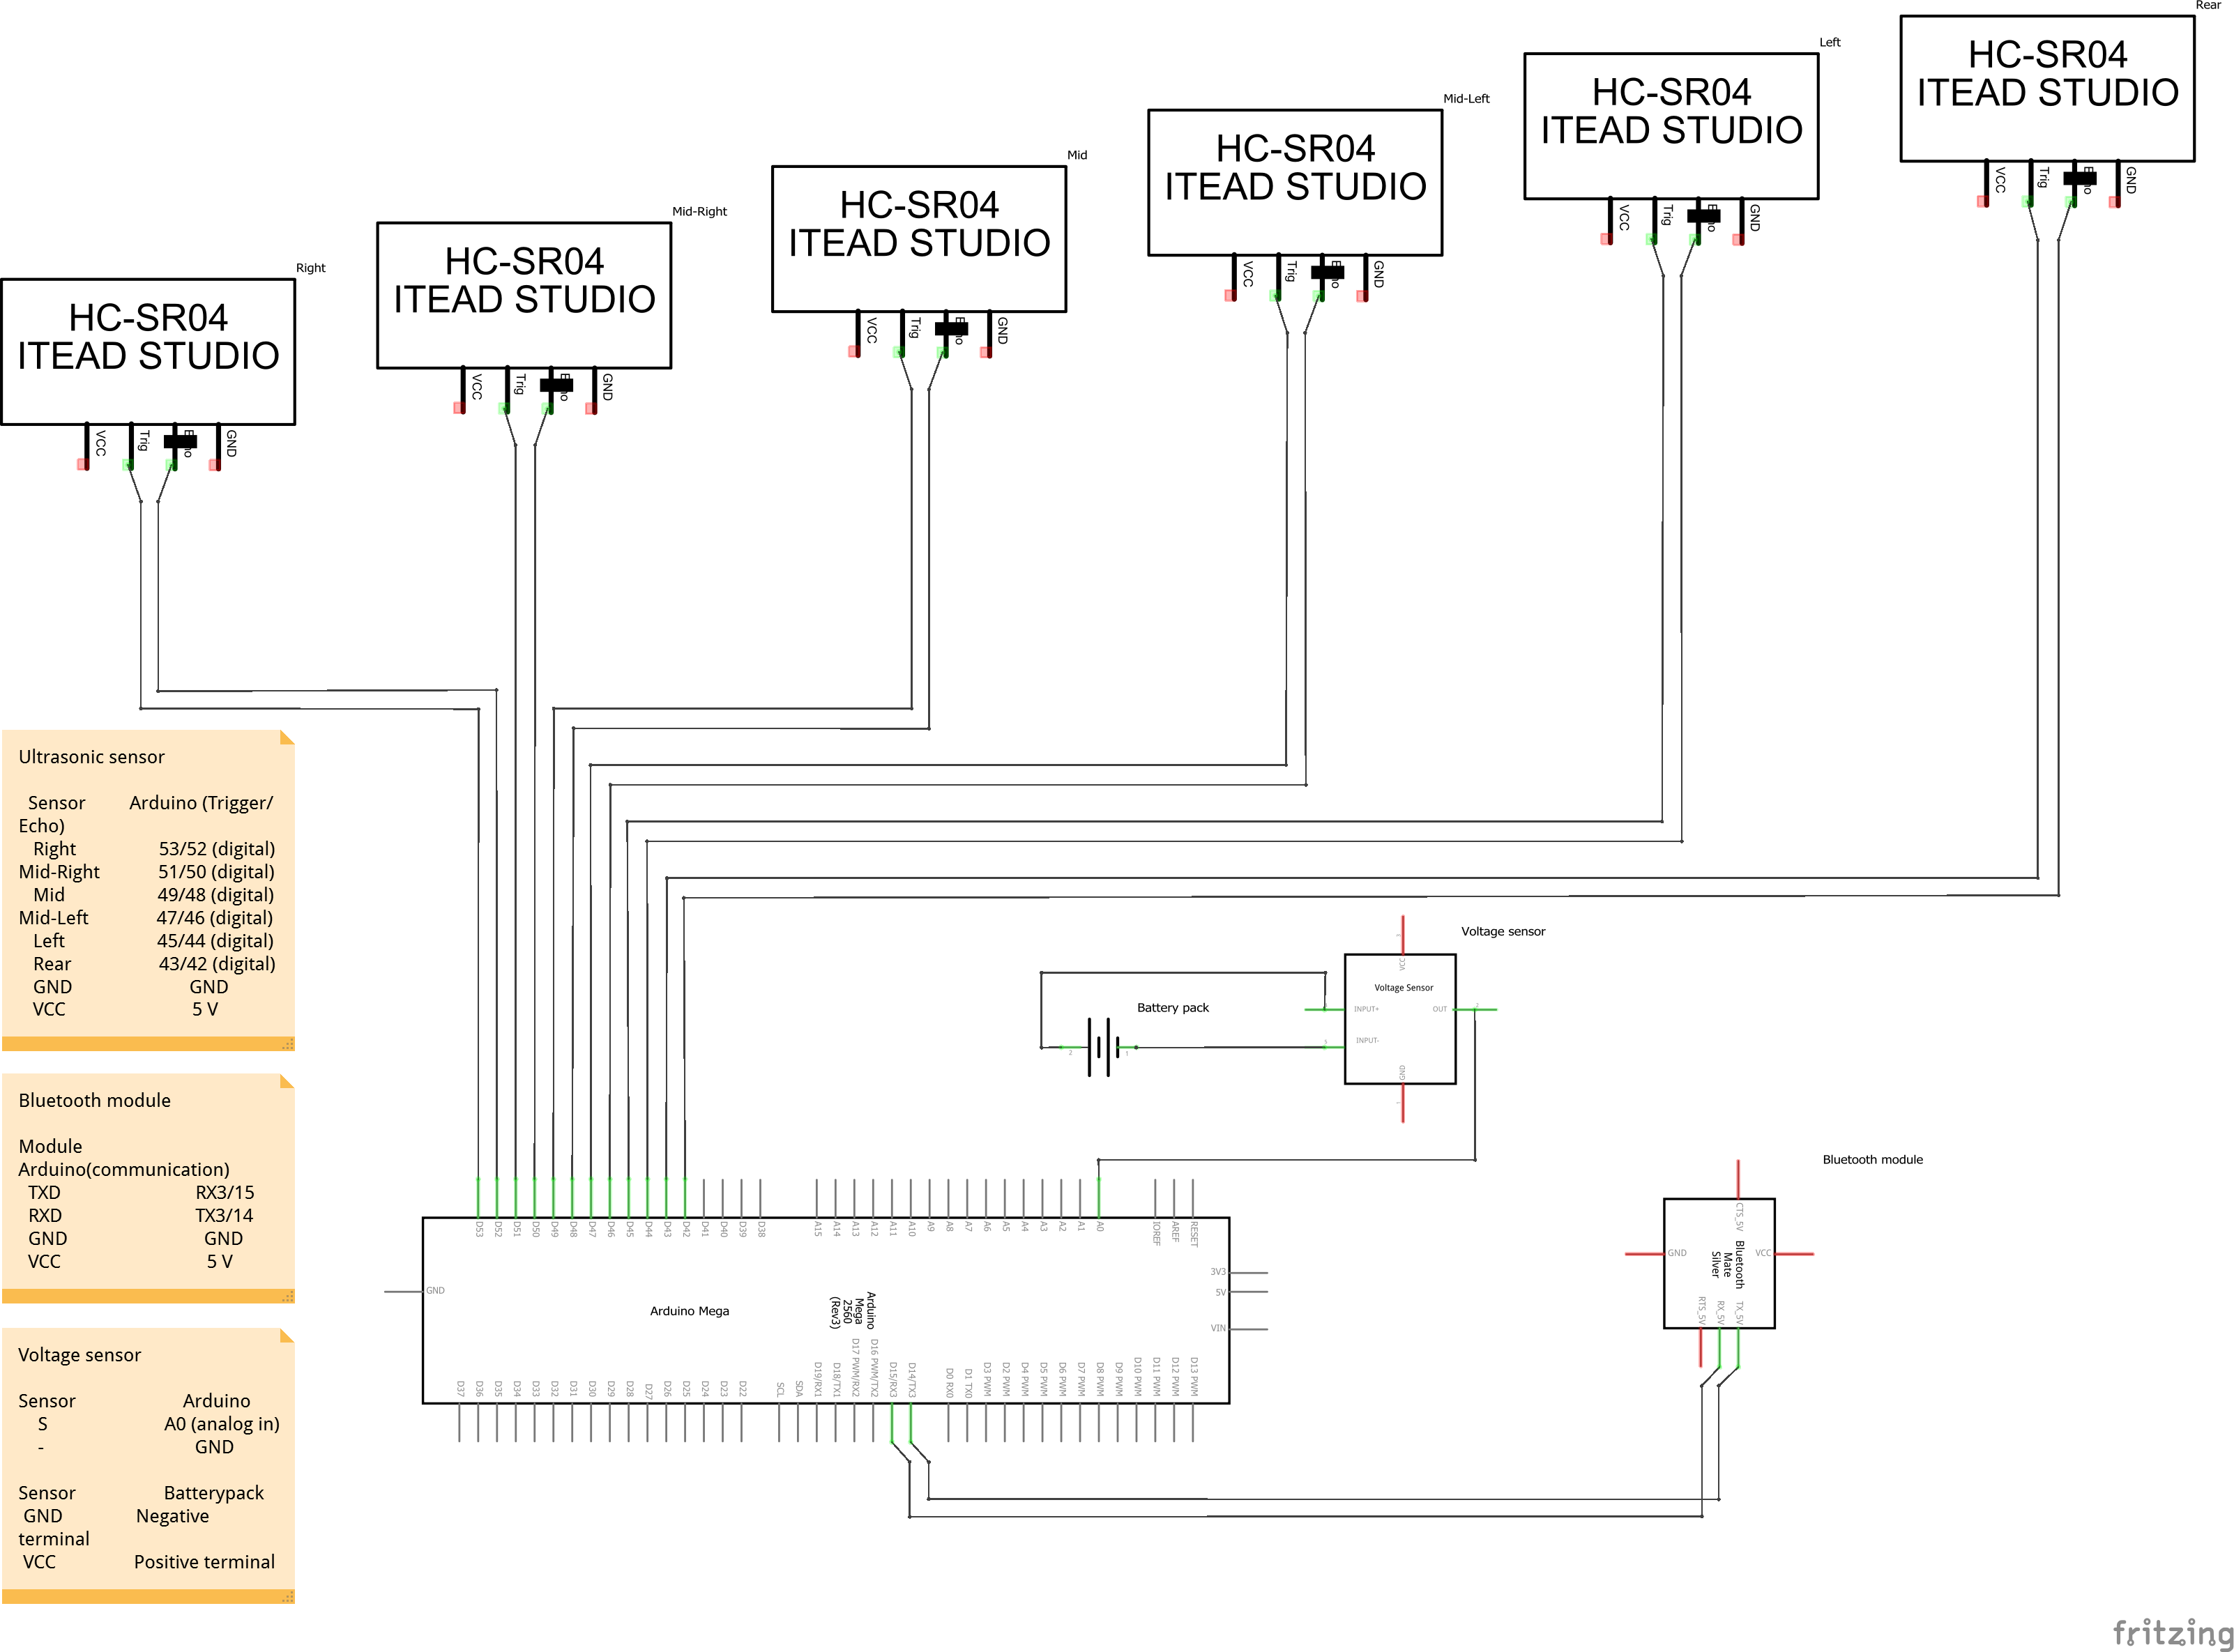 Rear
HC-SR04
ITEAD STUDIO
VCC
Trig
GND
Left
HC-SR04
ITEAD STUDIO
VCC
Trig
GND
Mid-Left
HC-SR04
ITEAD STUDIO
VCC
Trig
GND
Mid
HC-SR04
ITEAD STUDIO
VCC
Trig
GND
Mid-Right
HC-SR04
ITEAD STUDIO
VCC
Trig
GND
Right
HC-SR04
ITEAD STUDIO
VCC
Trig
GND
Ultrasonic sensor
Sensor Arduino (Trigger/
Echo)
Right 53/52 (digital)
Mid-Right 51/50 (digital)
Mid 49/48 (digital)
Mid-Left 47/46 (digital)
Left 45/44 (digital)
Rear 43/42 (digital)
GND GND
VCC 5 V
Bluetooth module
Module
Arduino(communication)
TXD RX3/15
RXD TX3/14
GND GND
VCC 5 V
Voltage sensor
Sensor Arduino
S A0 (analog in)
- GND
Sensor Batterypack
GND Negative
terminal
VCC Positive terminal
Voltage sensor
VCC
Voltage Sensor
INPUT+
OUT
2
INPUT-
GND
Battery pack
2
1
Bluetooth module
CTS_5V
GND
VCC
Bluetooth
Mate
Silver
RTS_5V
RX_5V
TX_5V
D53
D52
D51
D50
D49
D48
D47
D46
D45
D44
D43
D42
D41
D40
D39
D38
A15
A14
A13
A12
A11
A10
A9
A8
A7
A6
A5
A4
A3
A2
A1
A0
IOREF
AREF
RESET
GND
Arduino Mega
Arduino
Mega
2560
(Rev3)
3V3
5V
VIN
D37
D36
D35
D34
D33
D32
D31
D30
D29
D28
D27
D26
D25
D24
D23
D22
SCL
SDA
D19/RX1
D18/TX1
D17 PWM/RX2
D16 PWM/TX2
D15/RX3
D14/TX3
D0 RX0
D1 TX0
D3 PWM
D2 PWM
D4 PWM
D5 PWM
D6 PWM
D7 PWM
D8 PWM
D9 PWM
D10 PWM
D11 PWM
D12 PWM
D13 PWM
fritzing